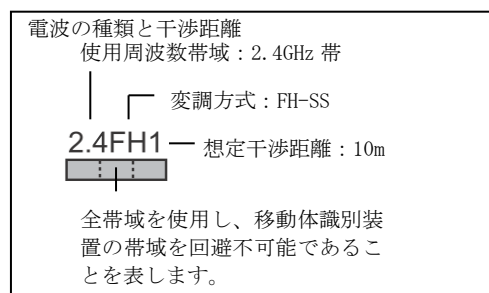 電波の種類と干渉距離
使用周波数帯域：2.4GHz 帯
変調方式：FH-SS
2.4FH1
想定干渉距離：10m
全帯域を使用し、移動体識別装
置の帯域を回避不可能であるこ
とを表します。